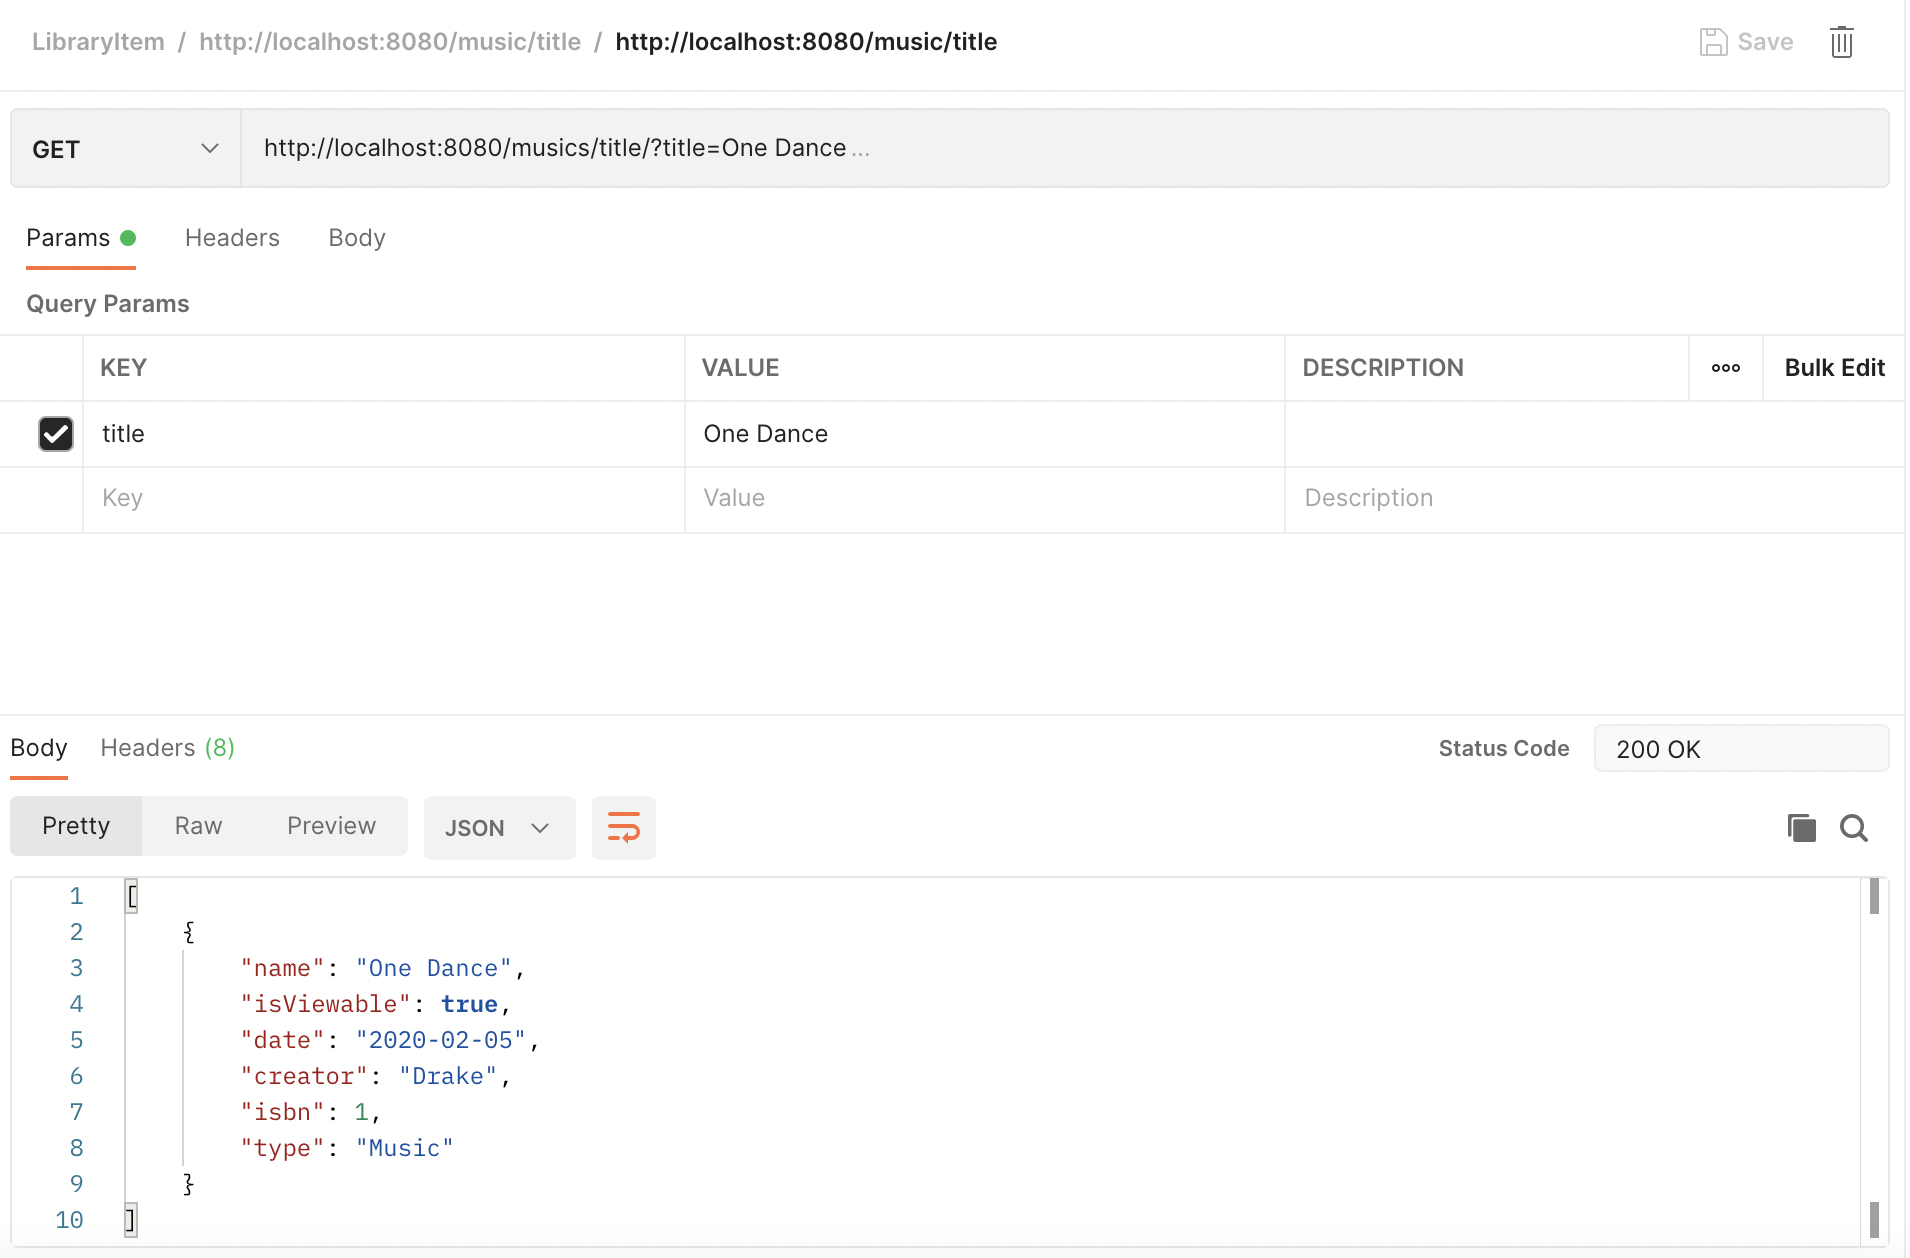 LibraryItem / http://localhost:8080/music/title / http://localhost:8080/music/title Save
GET http://localhost:8080/musics/title/?title=One Dance ...
Params Headers Body
Query Params
KEY VALUE DESCRIPTION ooo Bulk Edit
title One Dance
Key Value Description
Body Headers (8) Status Code 200 OK
Pretty Raw Preview JSON
1 [
2 {
3 "name": "One Dance",
4 "isViewable": true,
5 "date": "2020-02-05",
6 "creator": "Drake",
7 "isbn": 1,
8 "type": "Music"
9 }
10 ]